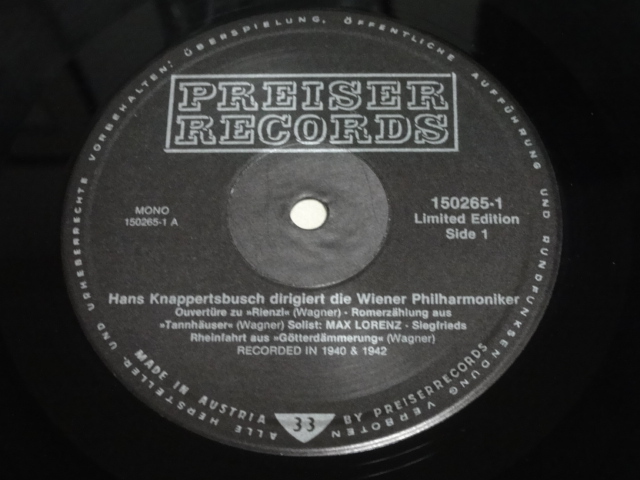 PREISER
RECORDS
MONO
150265-1 A
150265-1
Limited Edition
Side 1
Hans Knappertsbusch dirigiert die Wiener Philharmoniker
Ouvertüre zu »Rienzi« (Wagner) · Romerzählung aus
»Tannhäuser« (Wagner) Solist: MAX LORENZ · Siegfrieds
Rheinfahrt aus »Götterdämmerung« (Wagner)
RECORDED IN 1940 & 1942
MADE IN AUSTRIA
33
BY PREISERRECORDS
ALLE HERSTELLER- UND URHEBERRECHTE VORBEHALTEN; ÜBERSPIELUNG, ÖFFENTLICHE AUFFÜHRUNG UND RUNDFUNKSENDUNG VERBOTEN